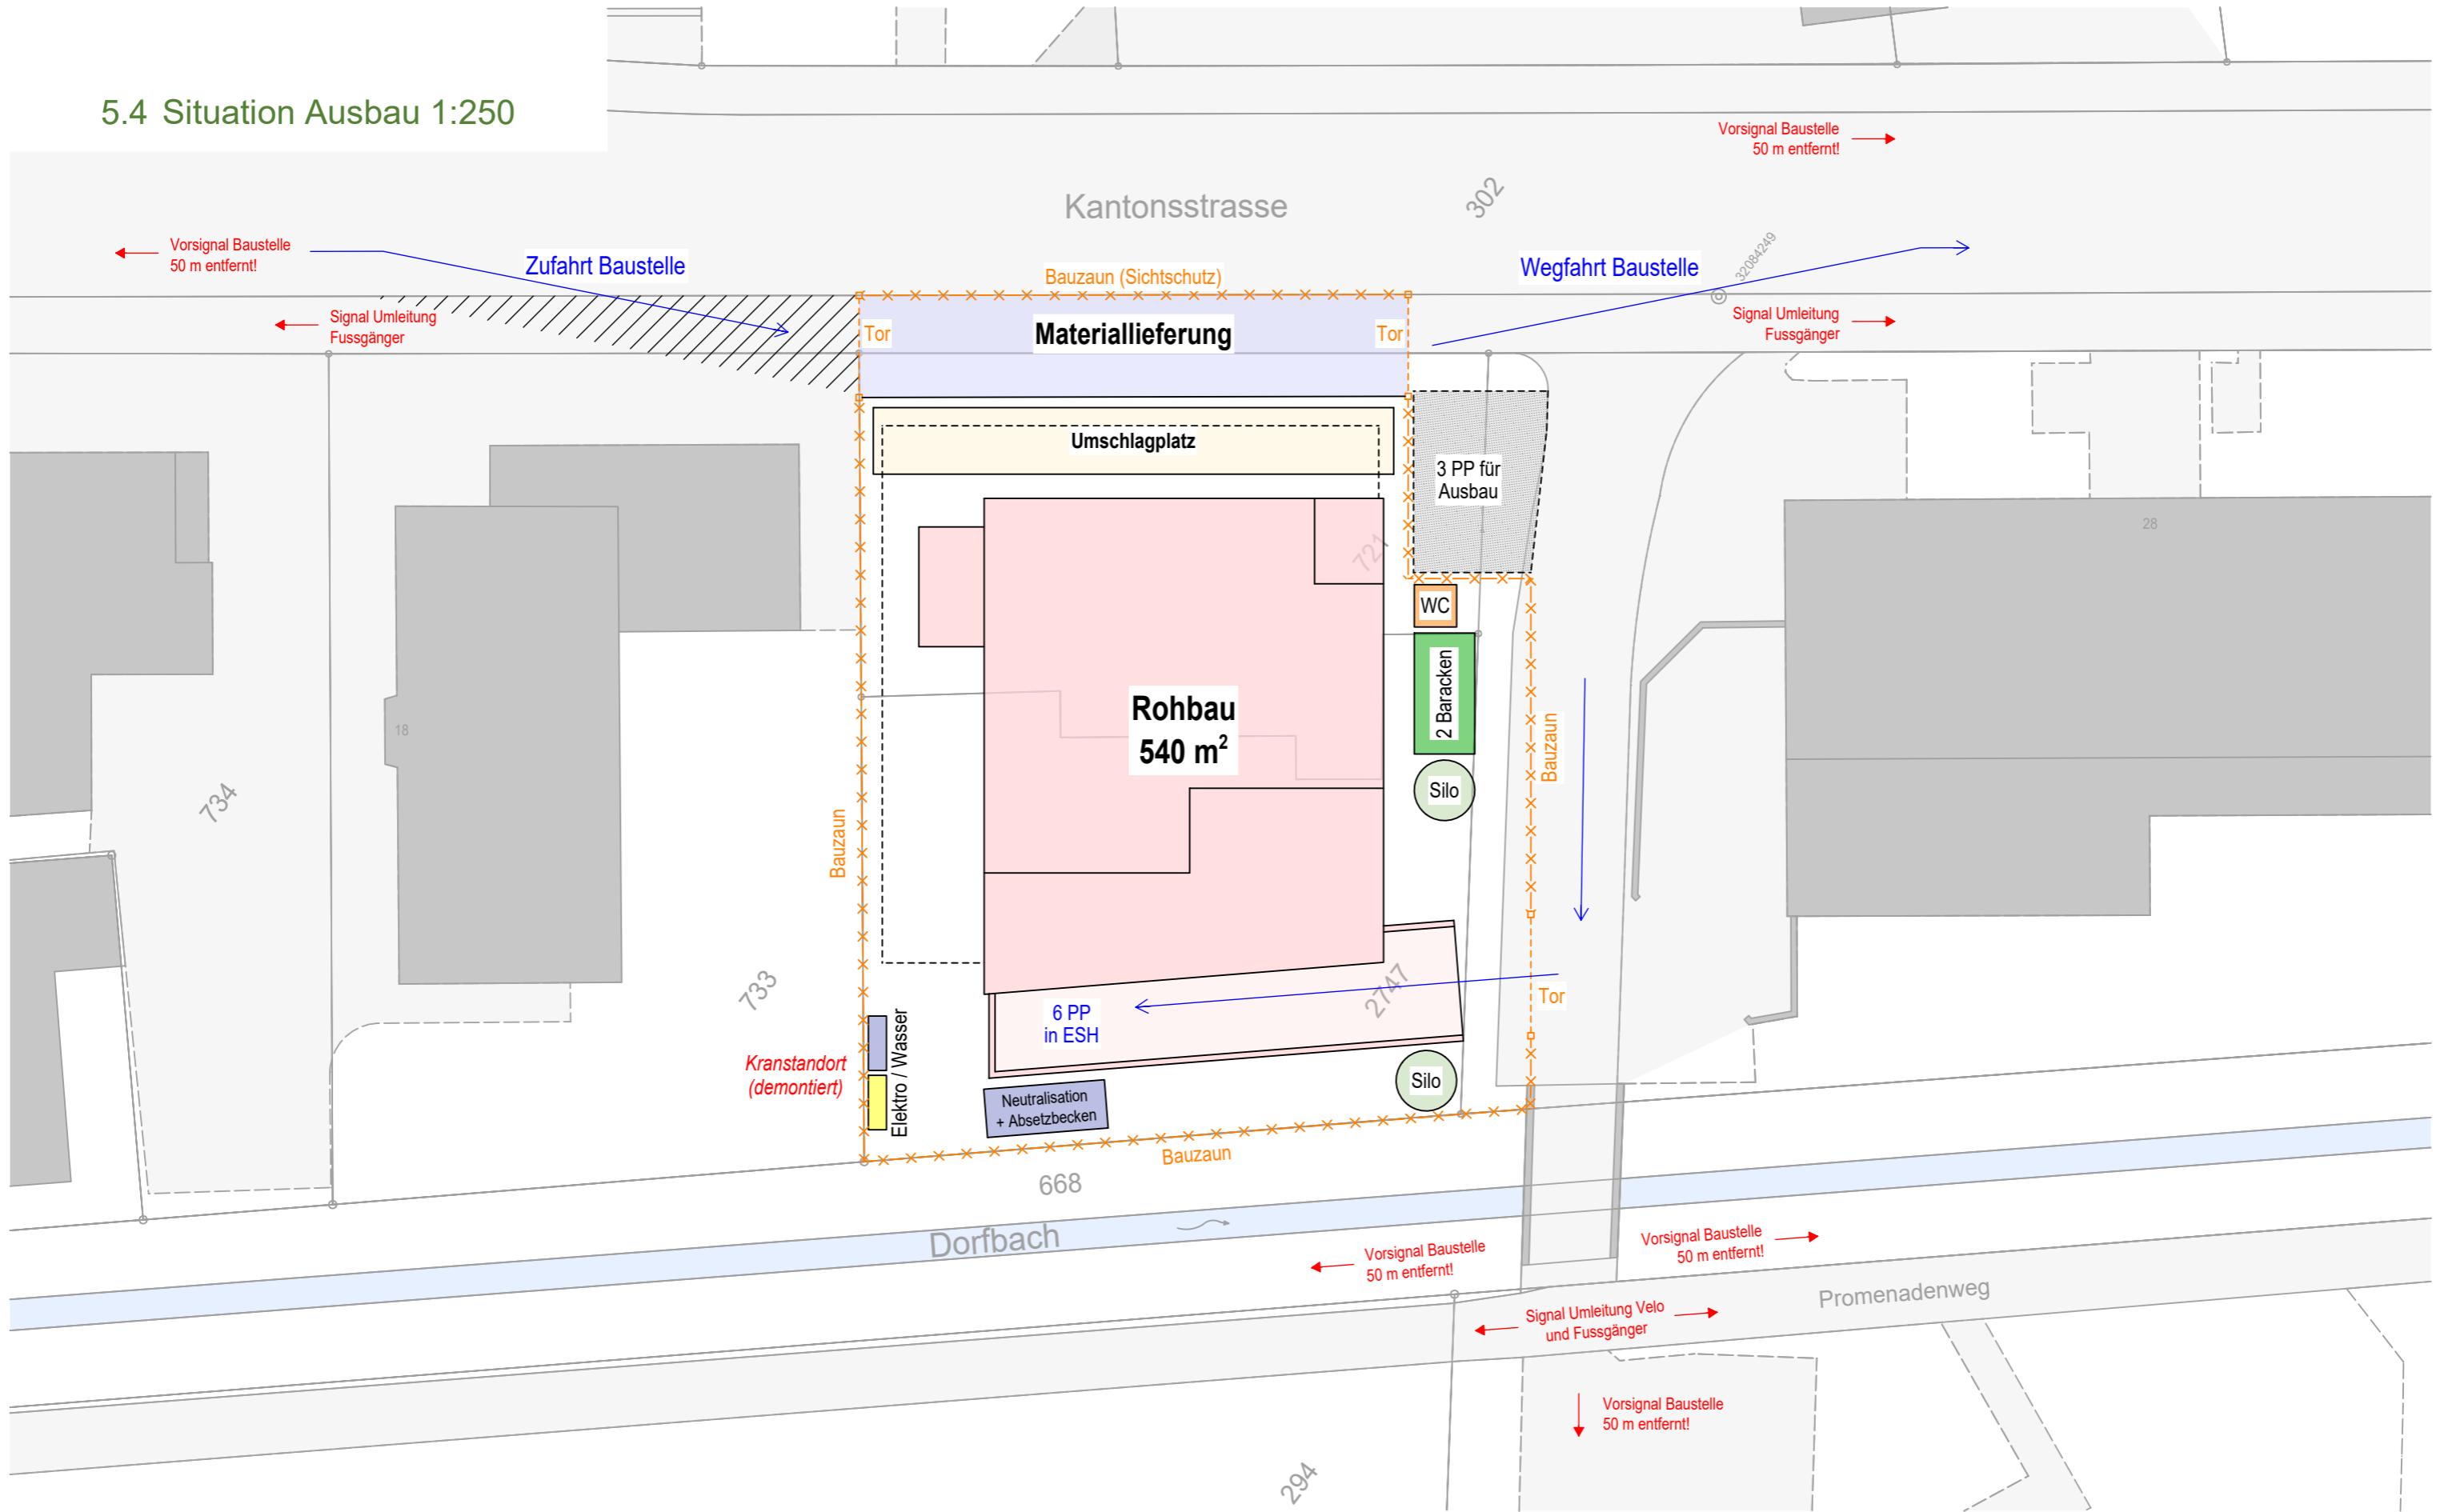 5.4 Situation Ausbau 1:250
Vorsignal Baustelle
50 m entfernt!
Kantonsstrasse
302
Vorsignal Baustelle
50 m entfernt!
Zufahrt Baustelle
Bauzaun (Sichtschutz)
Wegfahrt Baustelle
32084249
Signal Umleitung
Fussgänger
Tor
Materiallieferung
Tor
Signal Umleitung
Fussgänger
Umschlagplatz
3 PP für
Ausbau
28
721
WC
2 Baracken
Rohbau
540 m²
18
Bauzaun
Silo
734
Bauzaun
733
2747
Tor
6 PP
in ESH
Elektro / Wasser
Kranstandort
(demontiert)
Silo
Neutralisation
+ Absetzbecken
Bauzaun
668
Dorfbach
Vorsignal Baustelle
50 m entfernt!
Vorsignal Baustelle
50 m entfernt!
Promenadenweg
Signal Umleitung Velo
und Fussgänger
Vorsignal Baustelle
50 m entfernt!
294